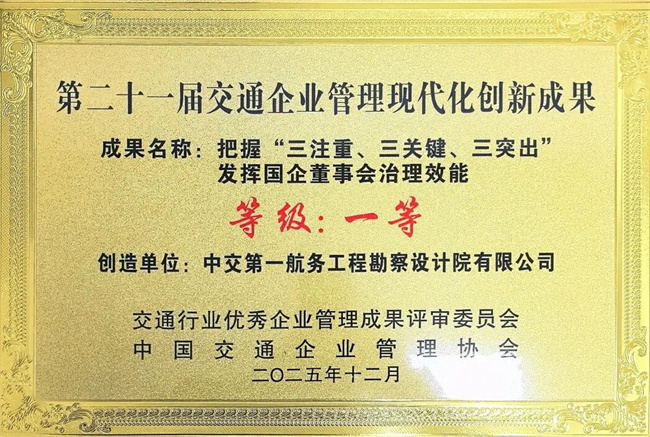 第二十一届交通企业管理现代化创新成果
成果名称：把握“三注重、三关键、三突出”
发挥国企董事会治理效能
等级：一等
创造单位：中交第一航务工程勘察设计院有限公司
交通行业优秀企业管理成果评审委员会
中国交通企业管理协会
二〇二五年十二月